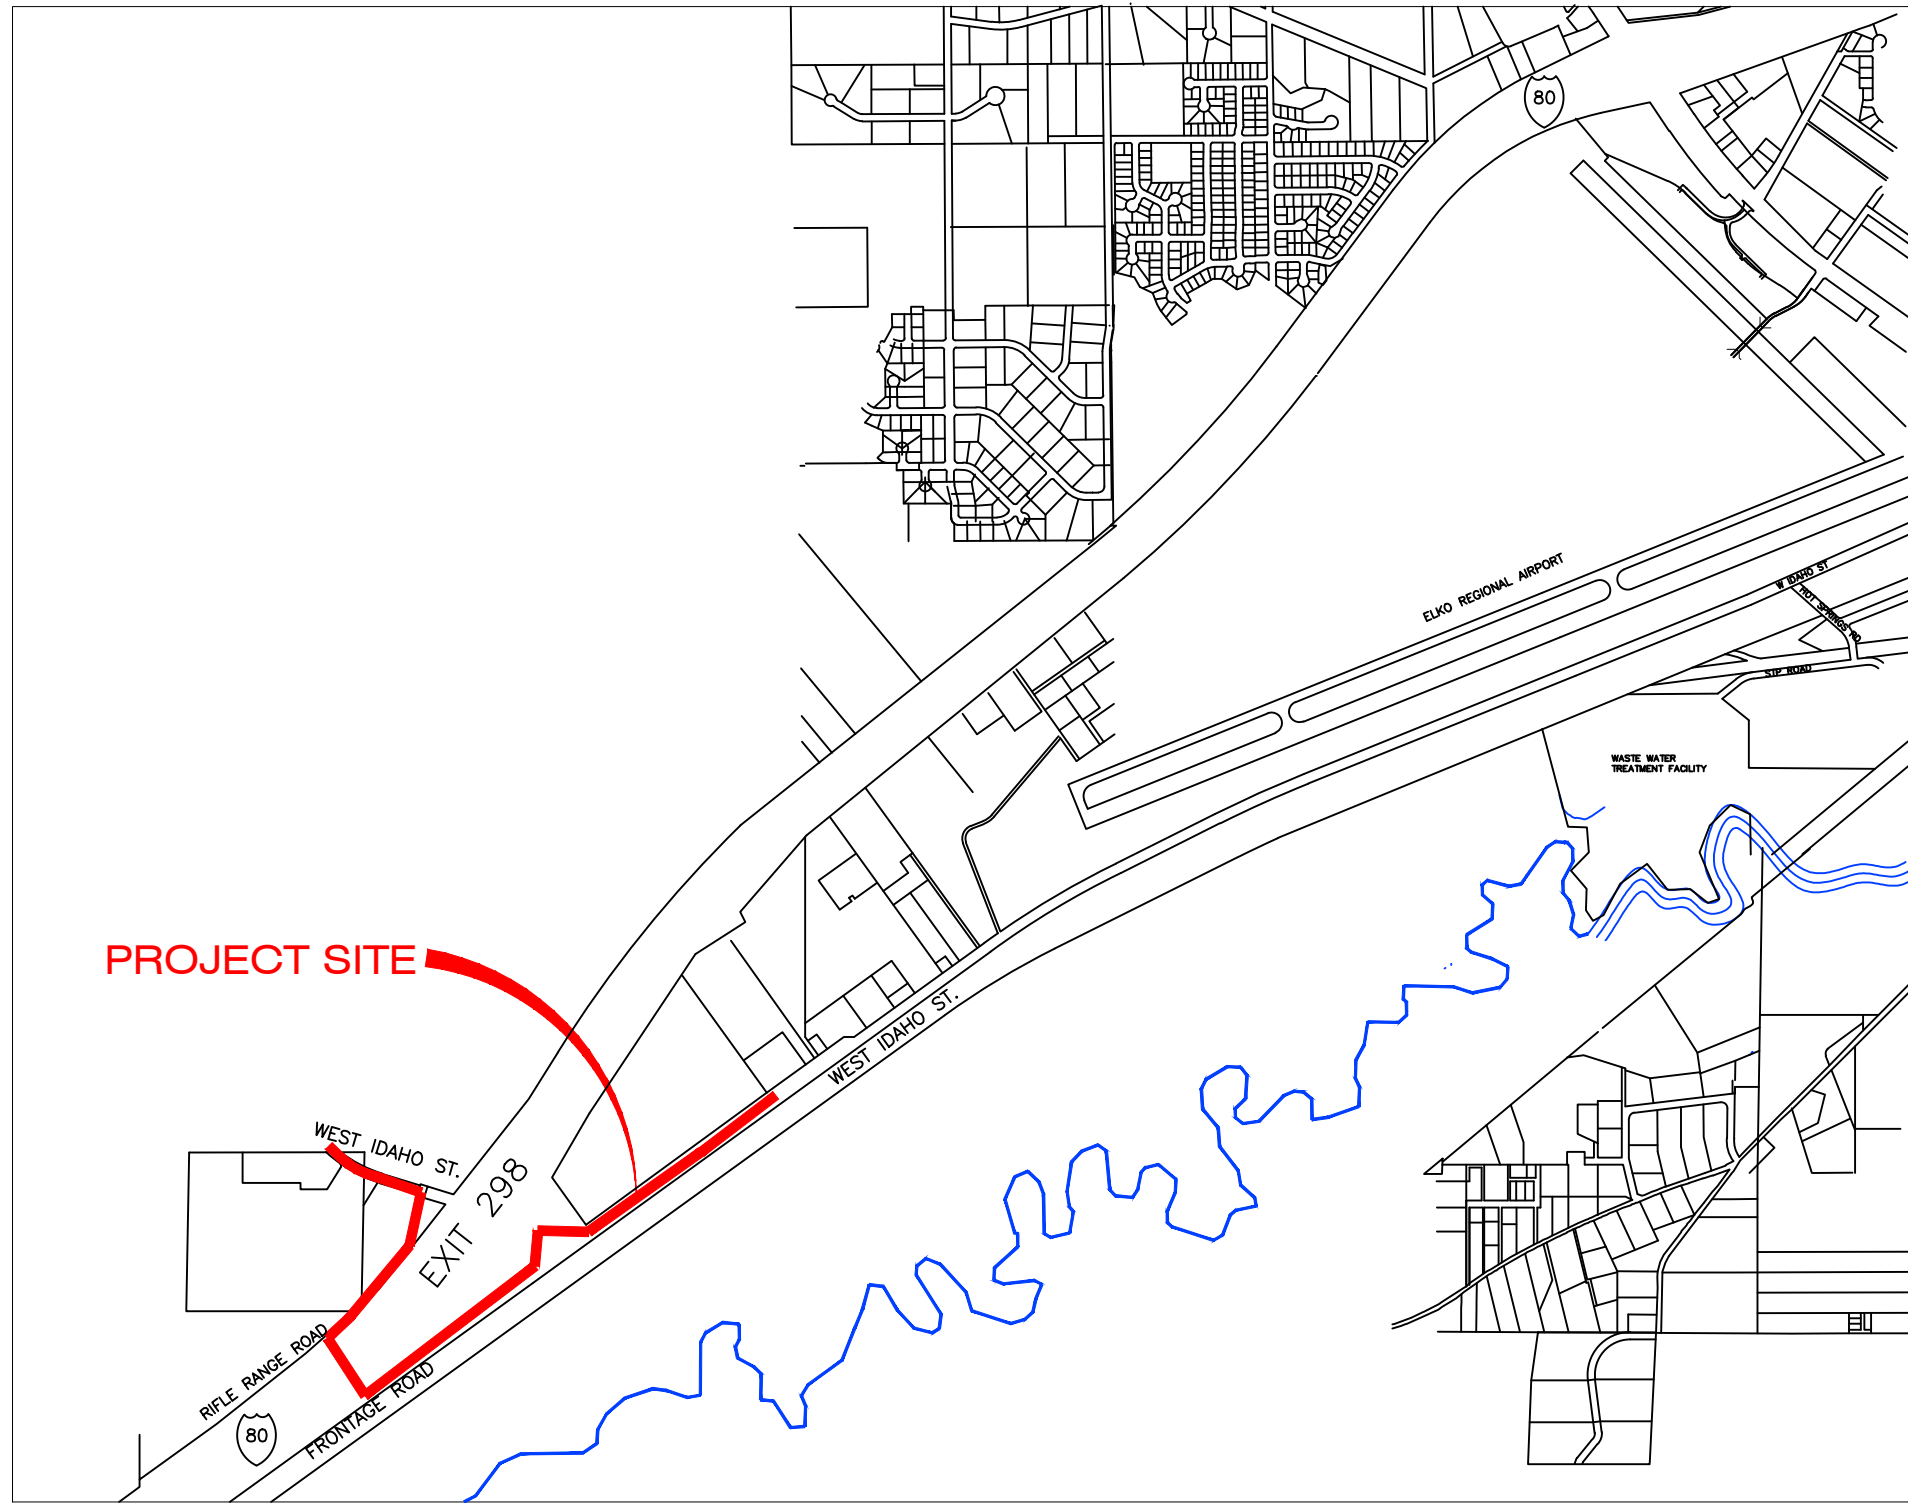 80
ELKO REGIONAL AIRPORT
W IDAHO ST
HOT SPRINGS RD
STP ROAD
WASTE WATER
TREATMENT FACILITY
PROJECT SITE
WEST IDAHO ST.
WEST IDAHO ST.
EXIT 298
RIFLE RANGE ROAD
FRONTAGE ROAD
80